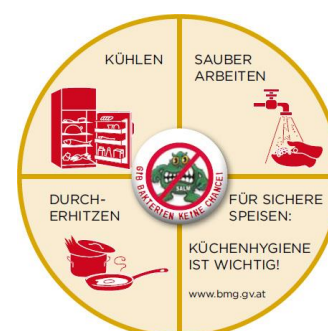 KÜHLEN
SAUBER
ARBEITEN
GIB BAKTERIEN KEINE CHANCE!
SALM
DURCH-
ERHITZEN
FÜR SICHERE
SPEISEN:
KÜCHENHYGIENE
IST WICHTIG!
www.bmg.gv.at